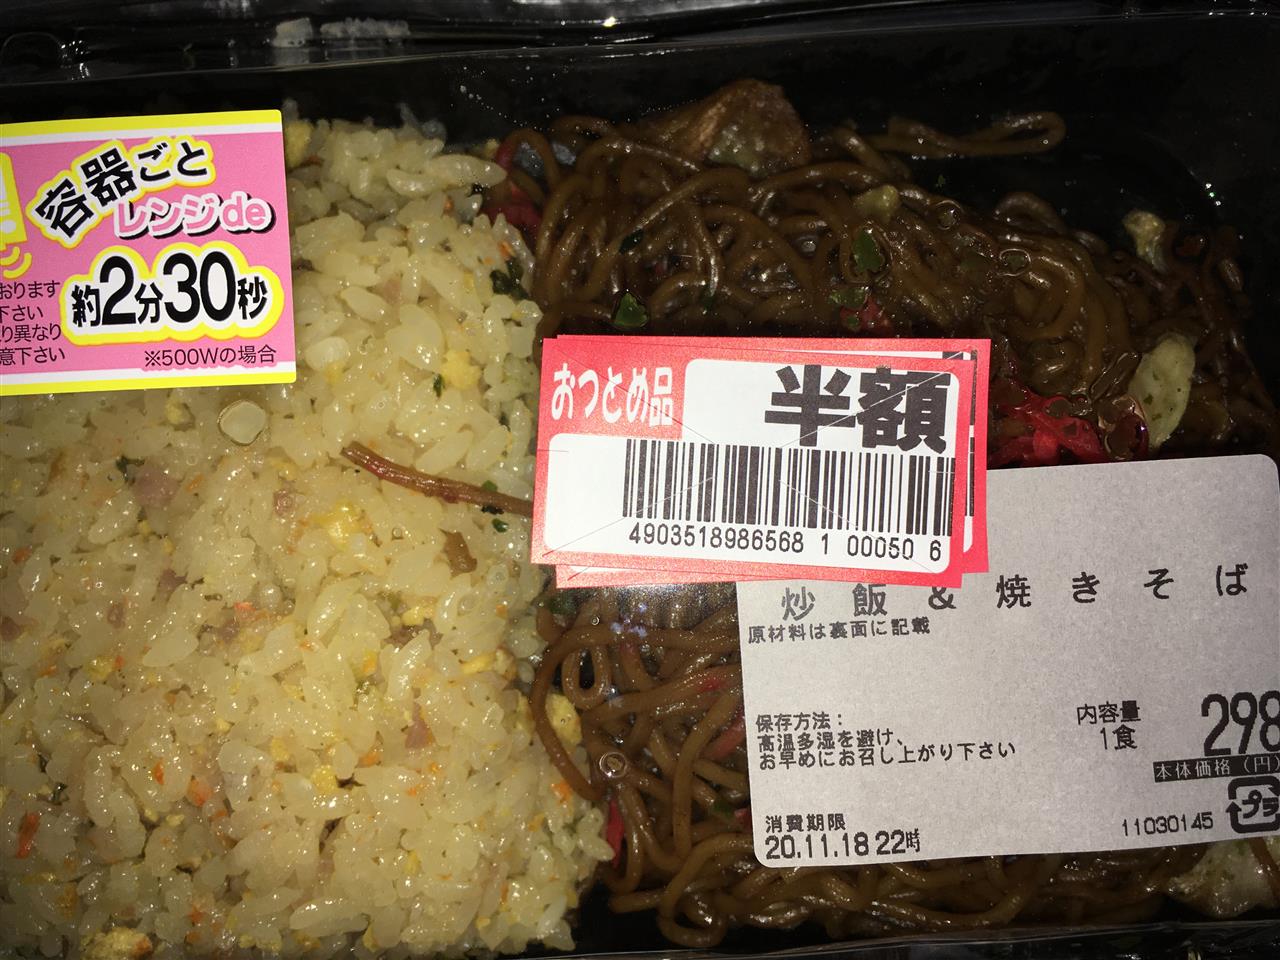 容器ごと
レンジde
約2分30秒
おります
下さい
り異なり
意下さい
※500Wの場合
おつとめ品
半額
4903518986568 1 00050 6
炒飯&焼きそば
原材料は裏面に記載
保存方法:
高温多湿を避け、
お早めにお召し上がり下さい
内容量
1食
298
本体価格(円)
消費期限
20.11.18 22時
11030145
プラ